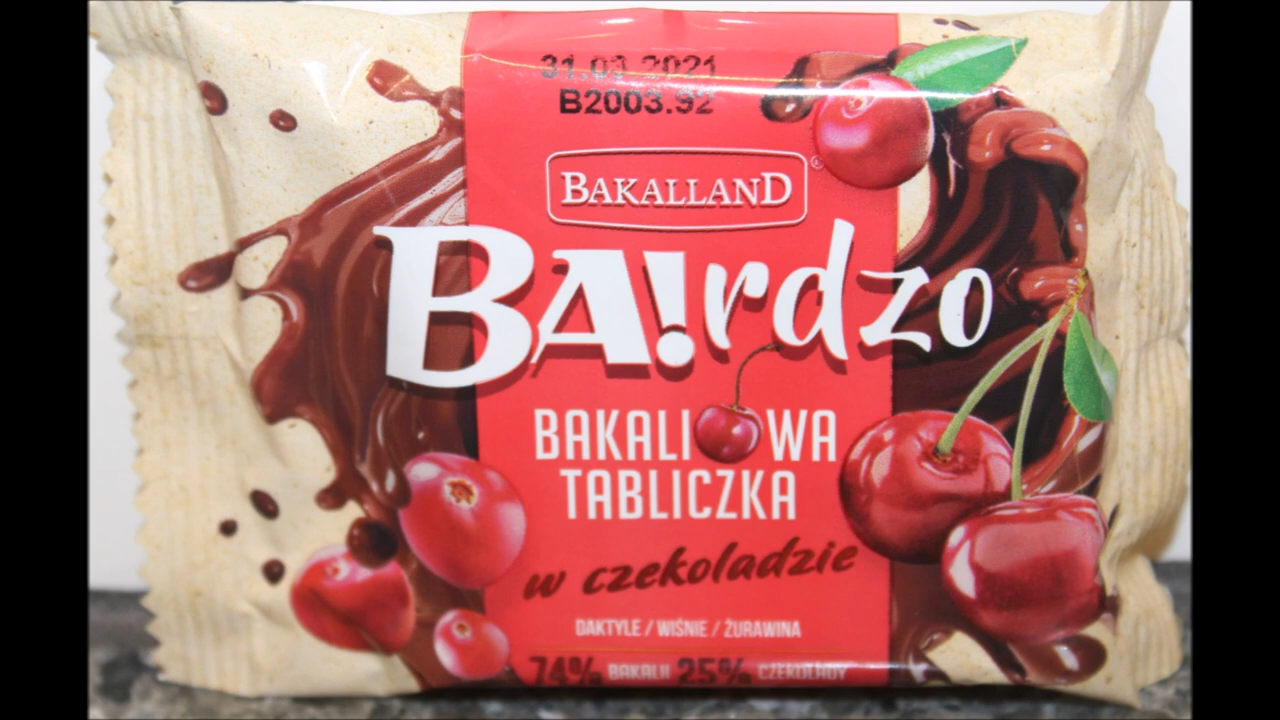 31.03 2021
B2003.92
BAKALLAND®
BA!rdzo
BAKALIOWA
TABLICZKA
w czekoladzie
DAKTYLE / WIŚNIE / ŻURAWINA
74% BAKALII 25% CZEKOLADY